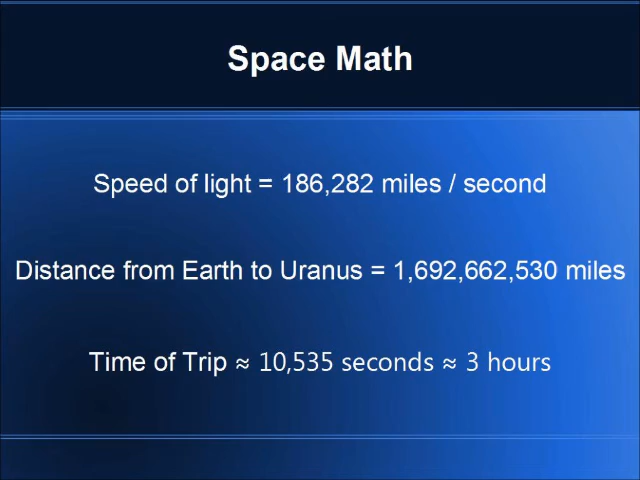 Space Math
Speed of light = 186,282 miles / second
Distance from Earth to Uranus = 1,692,662,530 miles
Time of Trip ≈ 10,535 seconds ≈ 3 hours